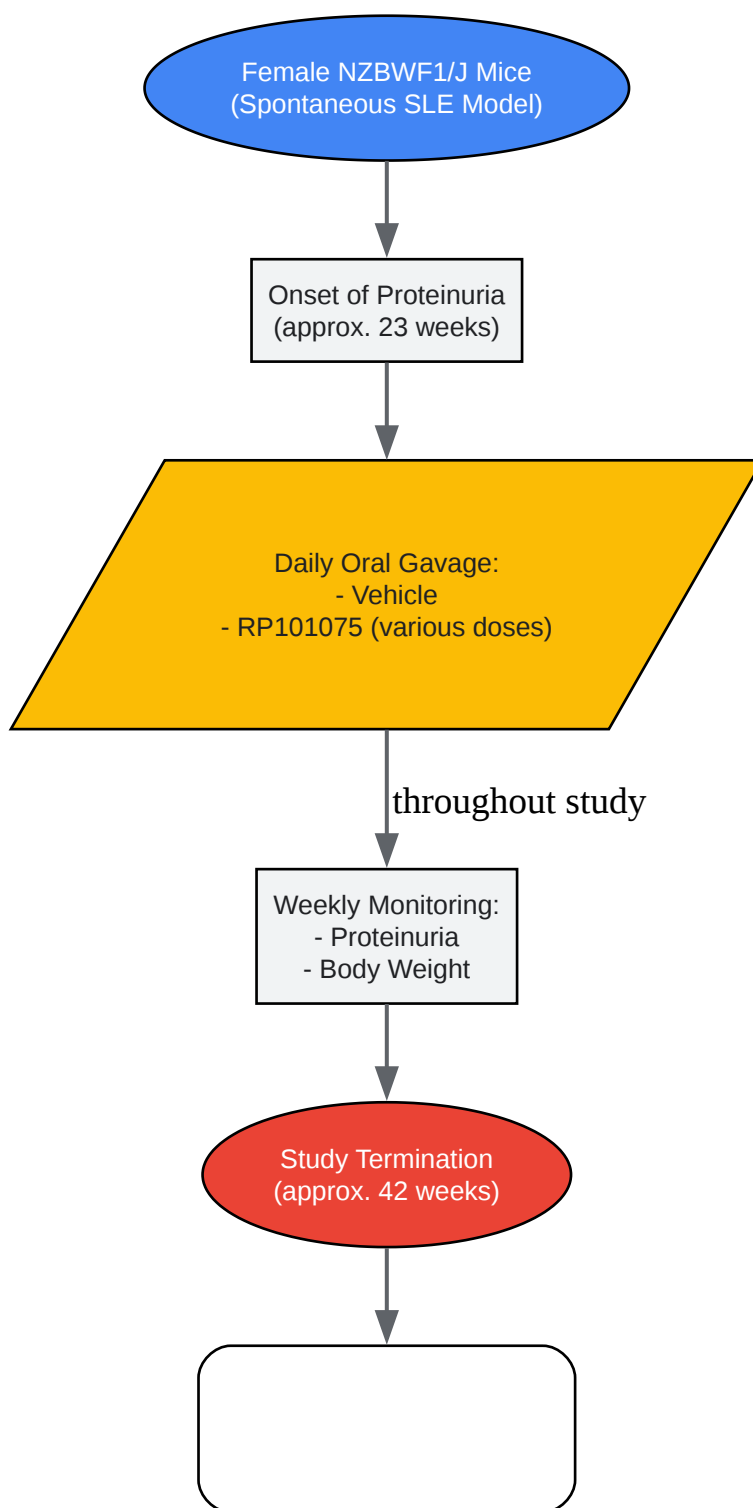 Female NZBWF1/J Mice
(Spontaneous SLE Model)
Onset of Proteinuria
(approx. 23 weeks)
Daily Oral Gavage:
- Vehicle
- RP101075 (various doses)
throughout study
Weekly Monitoring:
- Proteinuria
- Body Weight
Study Termination
(approx. 42 weeks)